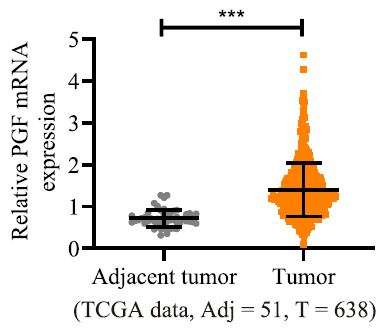 ***
Relative PGF mRNA
expression
5
4
3
2
1
0
Adjacent tumor
Tumor
(TCGA data, Adj = 51, T = 638)